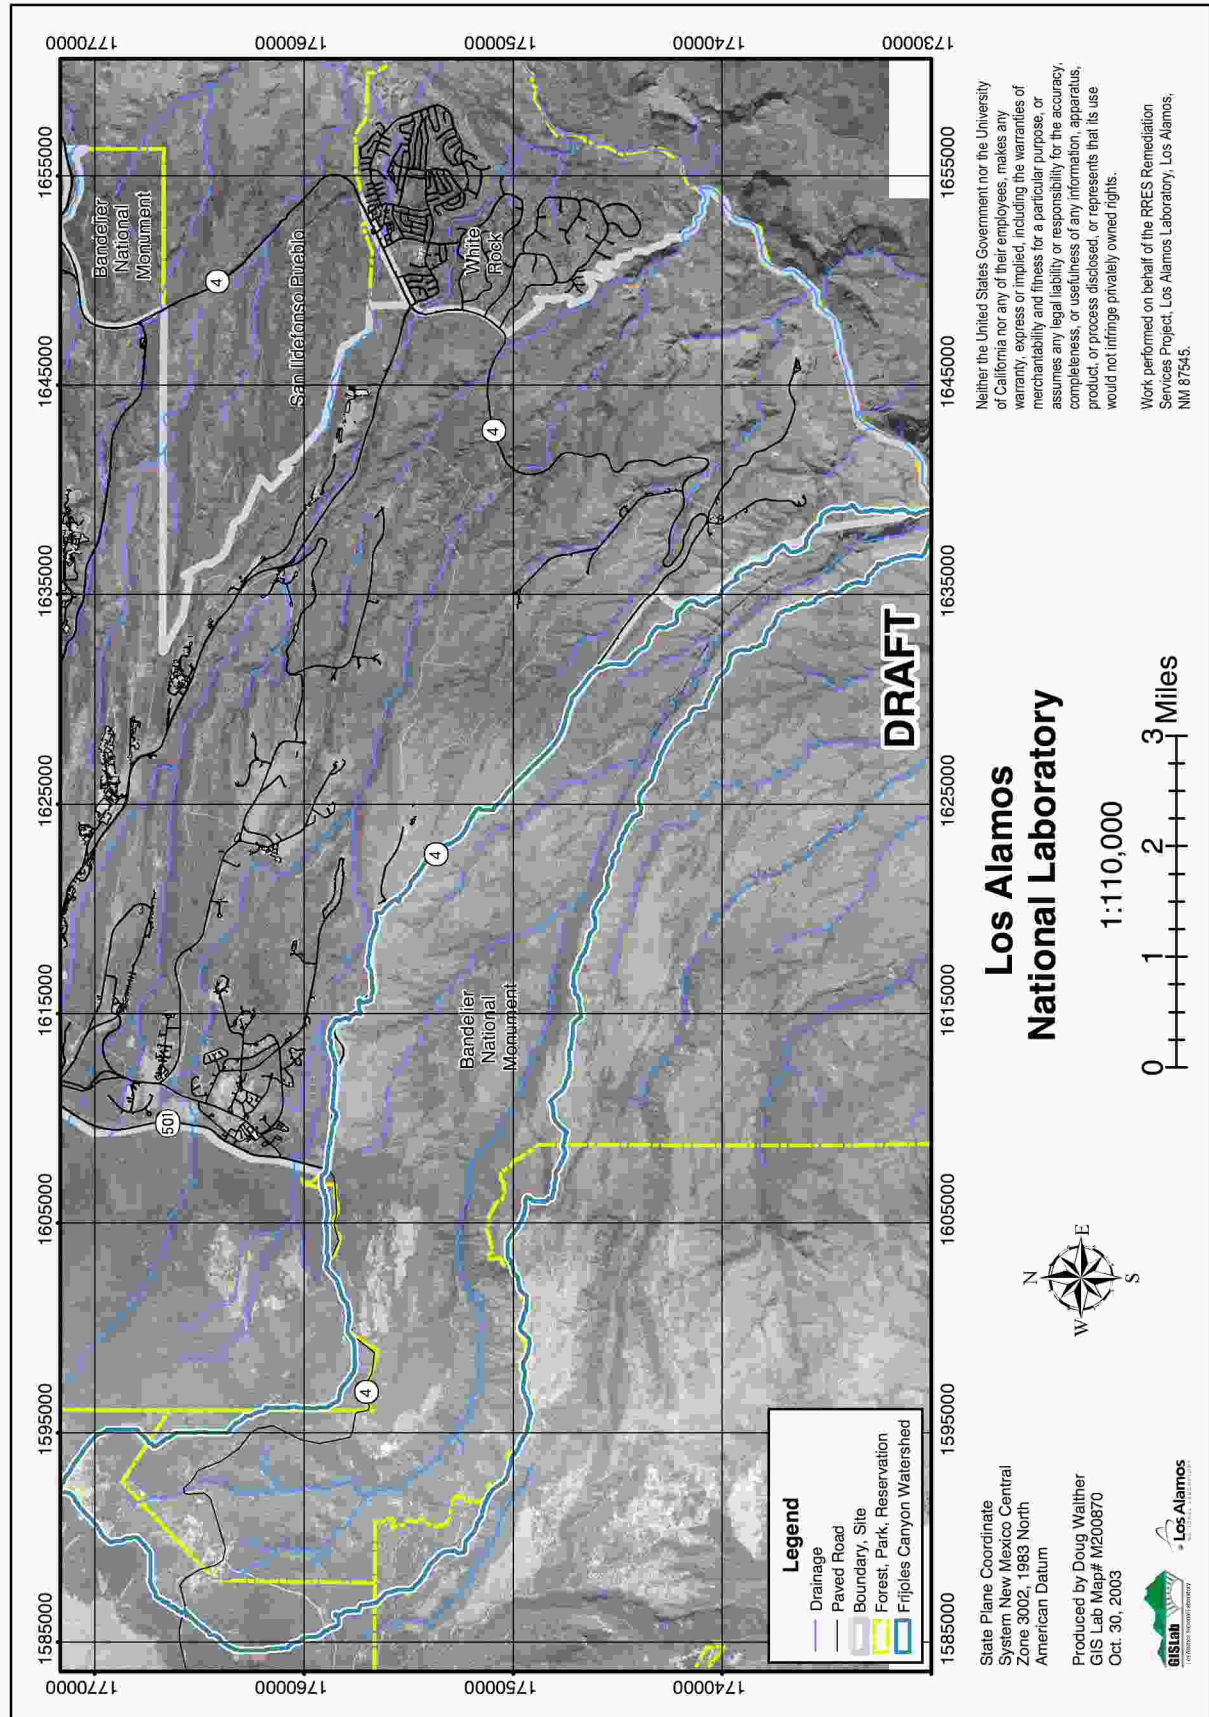 1585000
1595000
1605000
1615000
1625000
1635000
1645000
1655000
1770000
1760000
1750000
1740000
1770000
1760000
1750000
1740000
1730000
Bandelier
National
Monument
4
San Ildefonso Pueblo
White
Rock
4
501
4
4
Bandelier
National
Monument
DRAFT
Legend
Drainage
Paved Road
Boundary, Site
Forest, Park, Reservation
Frijoles Canyon Watershed
State Plane Coordinate
System New Mexico Central
Zone 3002, 1983 North
American Datum
Produced by Doug Walther
GIS Lab Map# M200870
Oct. 30, 2003
GISLab
Los Alamos
N
W
E
S
Los Alamos
National Laboratory
1:110,000
0 1 2 3 Miles
Neither the United States Government nor the University
of California nor any of their employees, makes any
warranty, express or implied, including the warranties of
merchantability and fitness for a particular purpose, or
assumes any legal liability or responsibility for the accuracy,
completeness, or usefulness of any information, apparatus,
product, or process disclosed, or represents that its use
would not infringe privately owned rights.
Work performed on behalf of the RRES Remediation
Services Project, Los Alamos Laboratory, Los Alamos,
NM 87545.